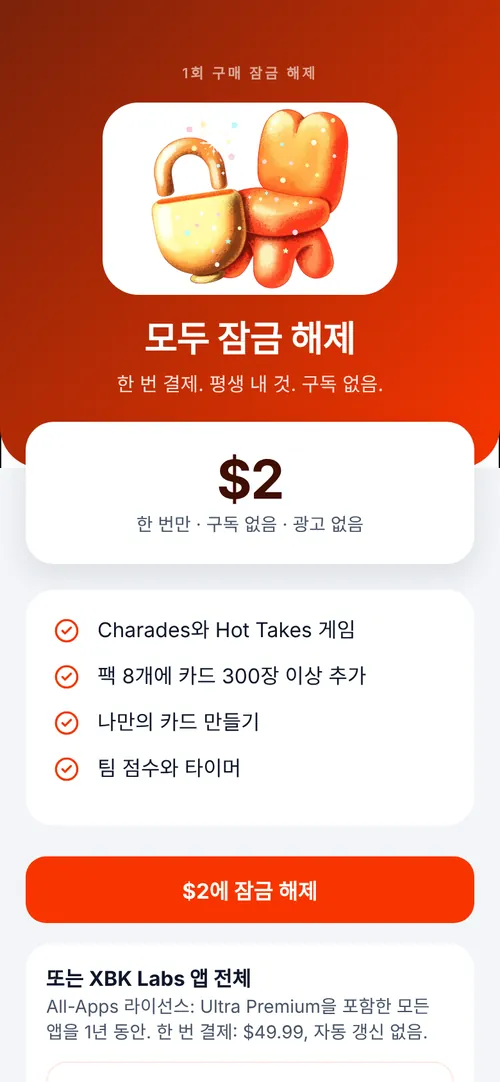 1회 구매 잠금 해제
모두 잠금 해제
한 번 결제. 평생 내 것. 구독 없음.
$2
한 번만 · 구독 없음 · 광고 없음
Charades와 Hot Takes 게임
팩 8개에 카드 300장 이상 추가
나만의 카드 만들기
팀 점수와 타이머
$2에 잠금 해제
또는 XBK Labs 앱 전체
All-Apps 라이선스: Ultra Premium을 포함한 모든
앱을 1년 동안. 한 번 결제: $49.99, 자동 갱신 없음.